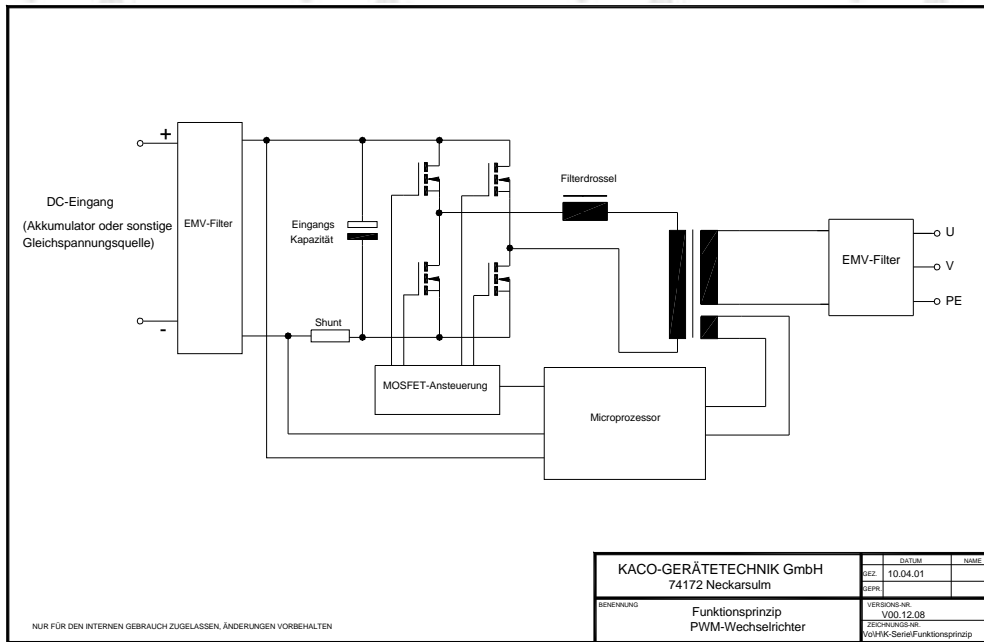 +
DC-Eingang
(Akkumulator oder sonstige
Gleichspannungsquelle)
-
EMV-Filter
Eingangs
Kapazität
Shunt
MOSFET-Ansteuerung
Filterdrossel
Microprozessor
EMV-Filter
U
V
PE
NUR FÜR DEN INTERNEN GEBRAUCH ZUGELASSEN, ÄNDERUNGEN VORBEHALTEN
KACO-GERÄTETECHNIK GmbH
74172 Neckarsulm
DATUM NAME
GEZ. 10.04.01
GEPR.
BENENNUNG
Funktionsprinzip
PWM-Wechselrichter
VERSIONS-NR.
V00.12.08
ZEICHNUNGS-NR.
Vo\H\K-Serie\Funktionsprinzip